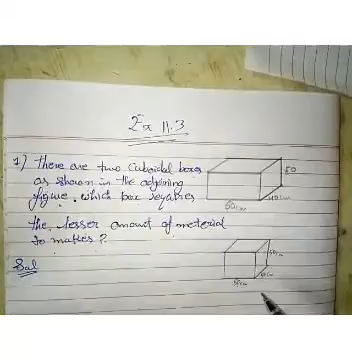 Ex 11.3
1) There are two Cuboidal boxes
as shown in the adjoining
figure. which box requires
the lesser amount of material
to makes?
50
40cm
60cm
Sol
50cm
50cm
50cm